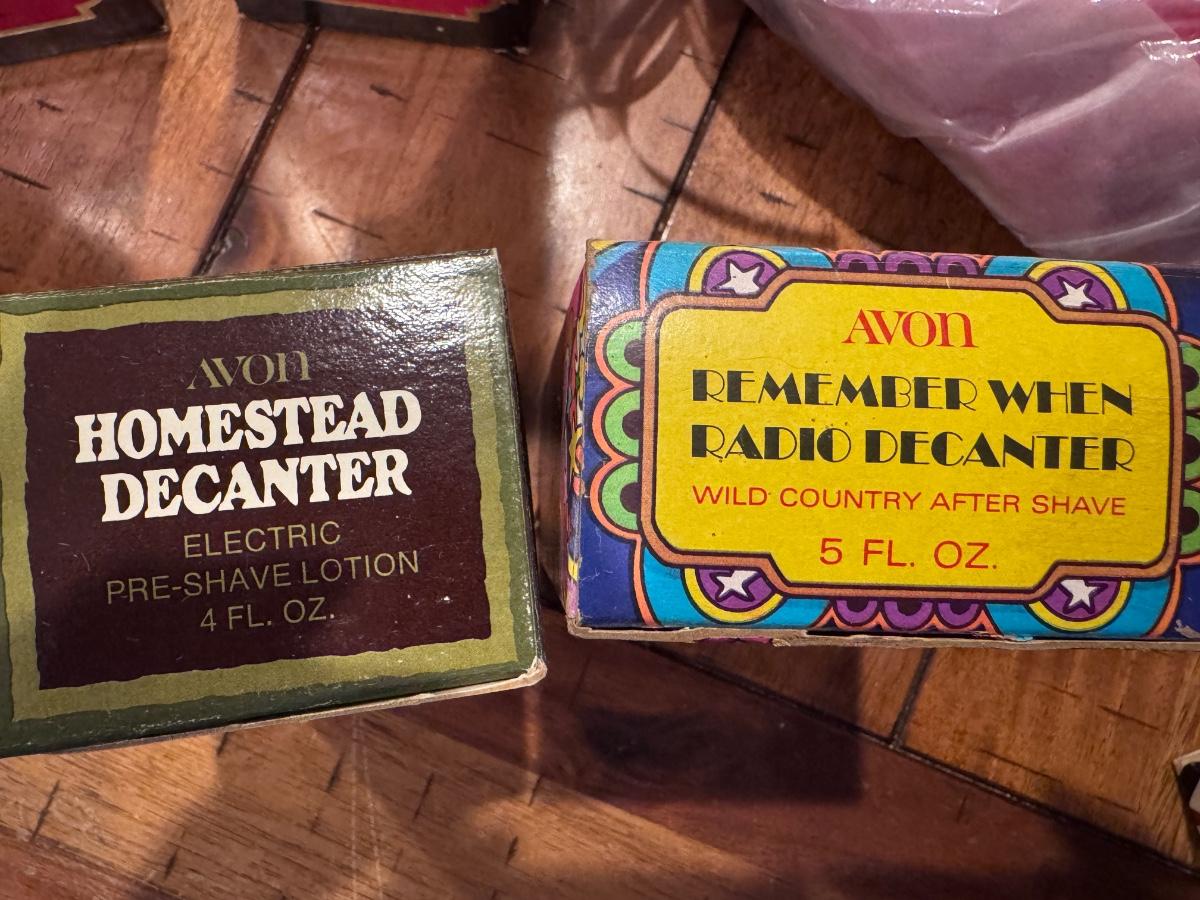 AVON
HOMESTEAD
DECANTER
ELECTRIC
PRE-SHAVE LOTION
4 FL. OZ.
AVON
REMEMBER WHEN
RADIO DECANTER
WILD COUNTRY AFTER SHAVE
5 FL. OZ.